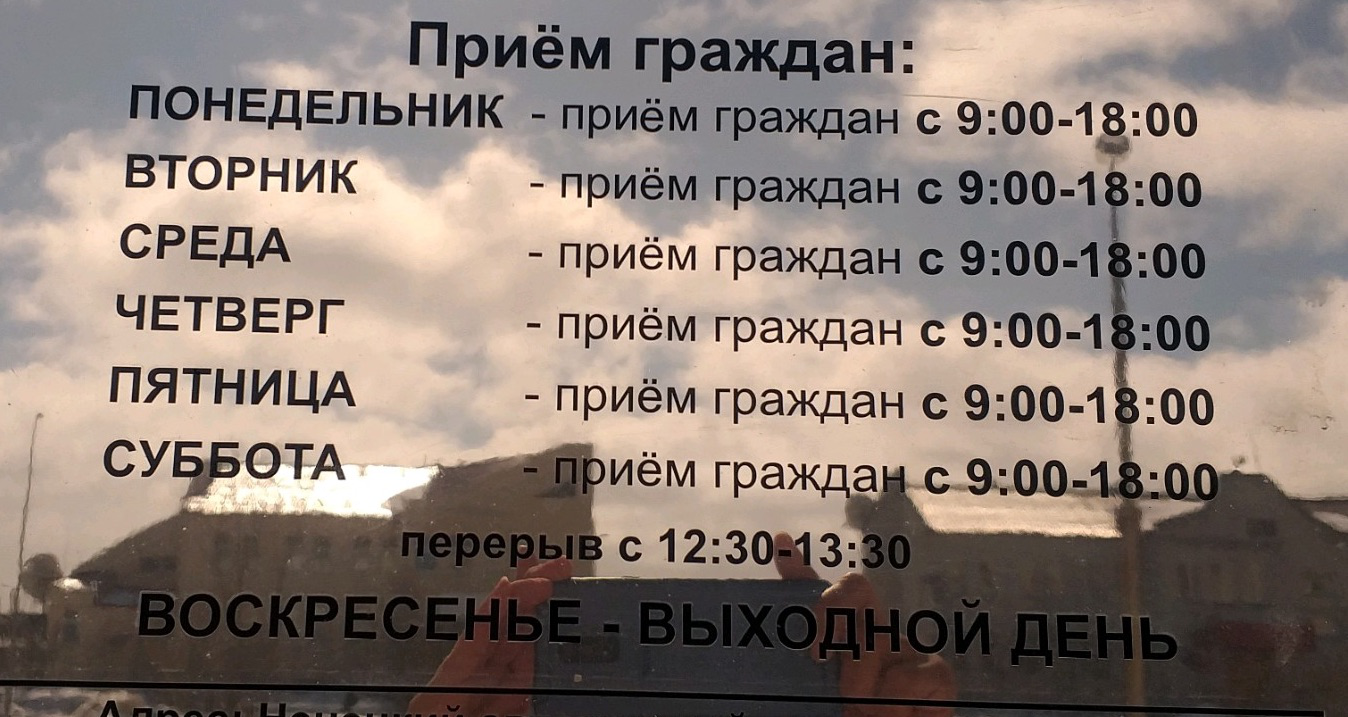 Приём граждан:
ПОНЕДЕЛЬНИК - приём граждан с 9:00-18:00
ВТОРНИК - приём граждан с 9:00-18:00
СРЕДА - приём граждан с 9:00-18:00
ЧЕТВЕРГ - приём граждан с 9:00-18:00
ПЯТНИЦА - приём граждан с 9:00-18:00
СУББОТА - приём граждан с 9:00-18:00
перерыв с 12:30-13:30
ВОСКРЕСЕНЬЕ - ВЫХОДНОЙ ДЕНЬ
Адрес: